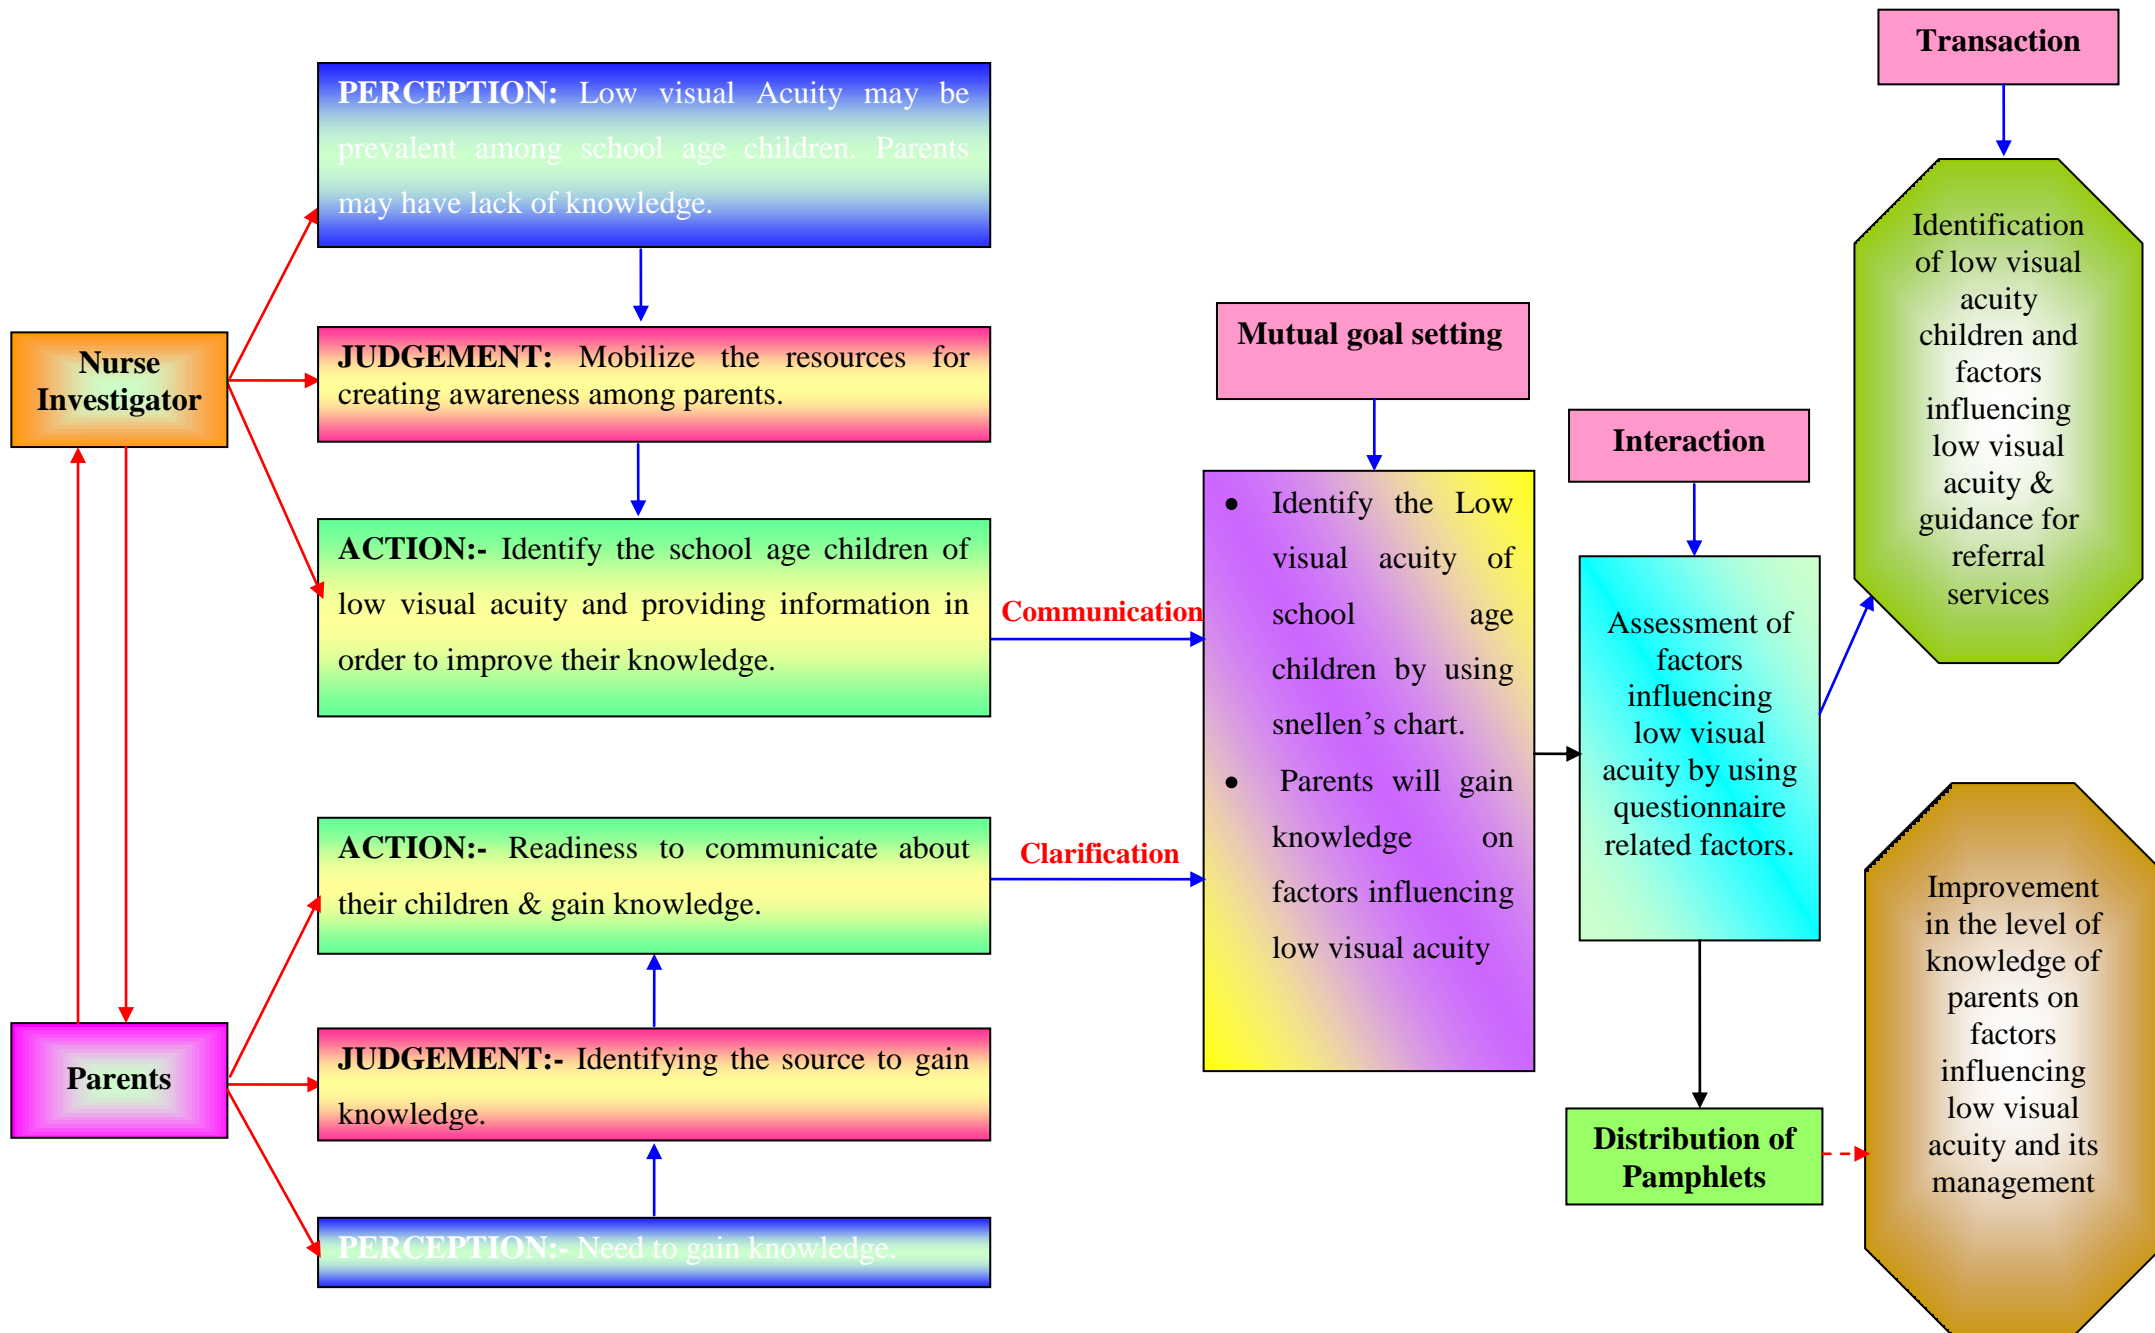 Transaction
PERCEPTION: Low visual Acuity may be
prevalent among school age children. Parents
may have lack of knowledge.
Nurse
Investigator
JUDGEMENT: Mobilize the resources for
creating awareness among parents.
ACTION:- Identify the school age children of
low visual acuity and providing information in
order to improve their knowledge.
Communication
ACTION:- Readiness to communicate about
their children & gain knowledge.
Clarification
Parents
JUDGEMENT:- Identifying the source to gain
knowledge.
PERCEPTION:- Need to gain knowledge.
Mutual goal setting
• Identify the Low
visual acuity of
school age
children by using
snellen’s chart.
• Parents will gain
knowledge on
factors influencing
low visual acuity
Interaction
Assessment of
factors
influencing
low visual
acuity by using
questionnaire
related factors.
Distribution of
Pamphlets
Identification
of low visual
acuity
children and
factors
influencing
low visual
acuity &
guidance for
referral
services
Improvement
in the level of
knowledge of
parents on
factors
influencing
low visual
acuity and its
management